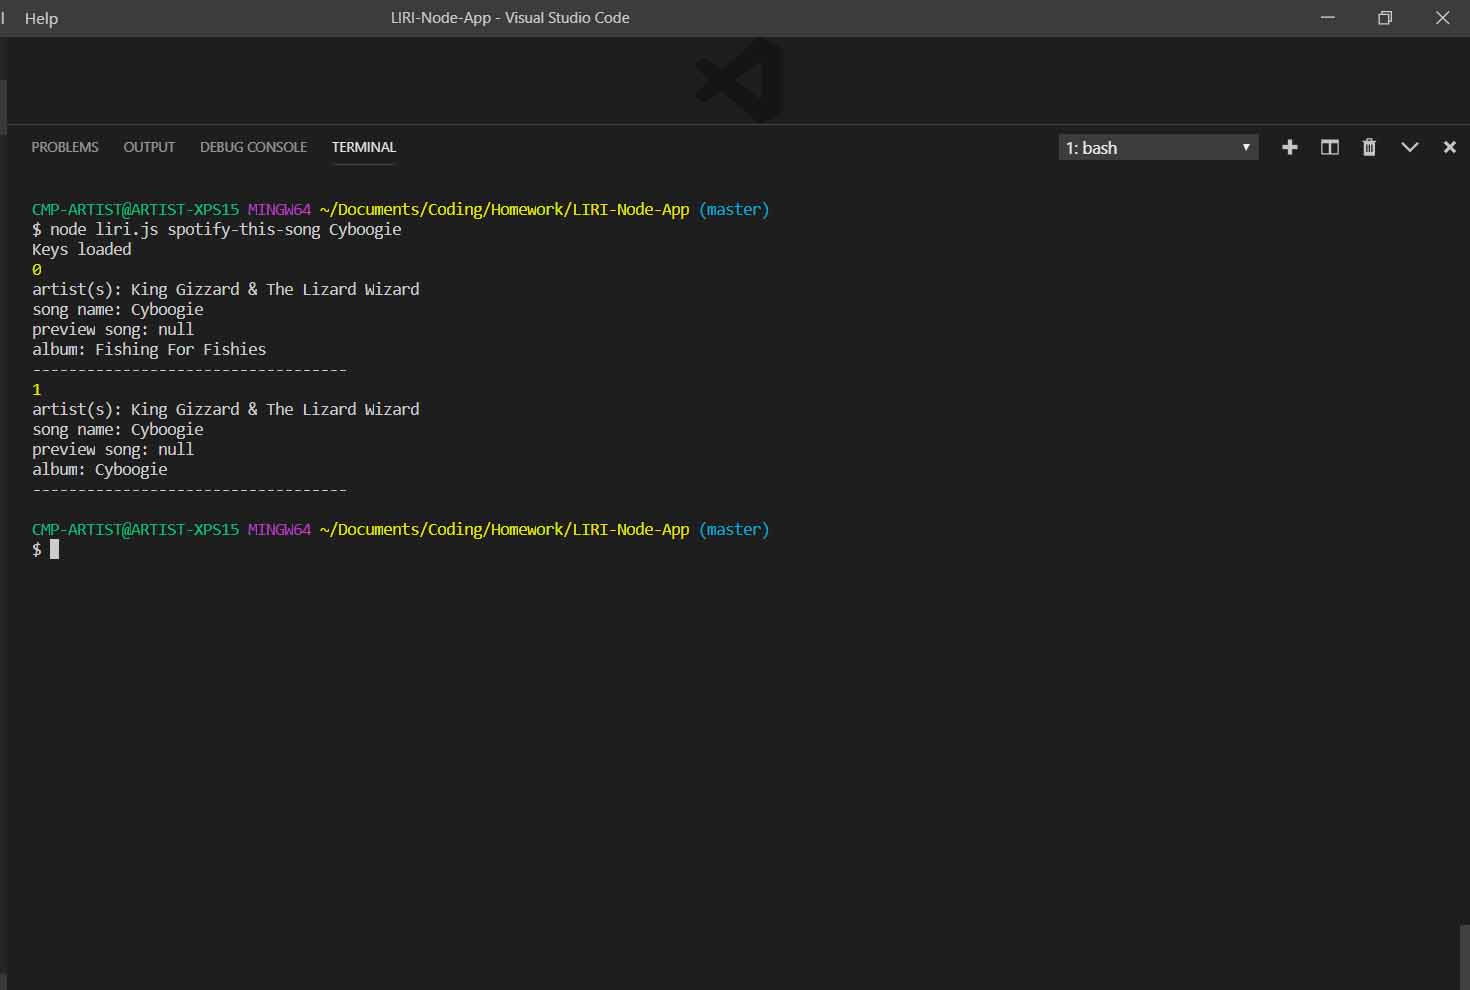 l Help LIRI-Node-App - Visual Studio Code
PROBLEMS OUTPUT DEBUG CONSOLE TERMINAL 1: bash
CMP-ARTIST@ARTIST-XPS15 MINGW64 ~/Documents/Coding/Homework/LIRI-Node-App (master)
$ node liri.js spotify-this-song Cyboogie
Keys loaded
0
artist(s): King Gizzard & The Lizard Wizard
song name: Cyboogie
preview song: null
album: Fishing For Fishies
-----------------------------------
1
artist(s): King Gizzard & The Lizard Wizard
song name: Cyboogie
preview song: null
album: Cyboogie
-----------------------------------
CMP-ARTIST@ARTIST-XPS15 MINGW64 ~/Documents/Coding/Homework/LIRI-Node-App (master)
$